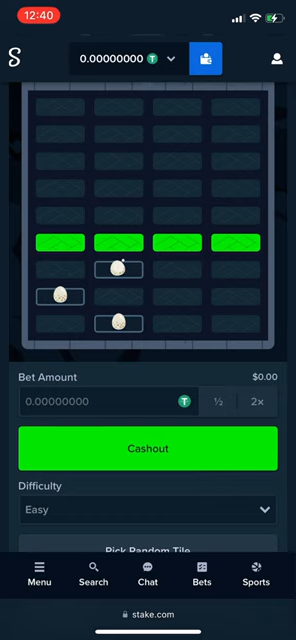 12:40
S
0.00000000
Bet Amount
$0.00
0.00000000
½
2×
Cashout
Difficulty
Easy
Pick Random Tile
Menu
Search
Chat
Bets
Sports
stake.com